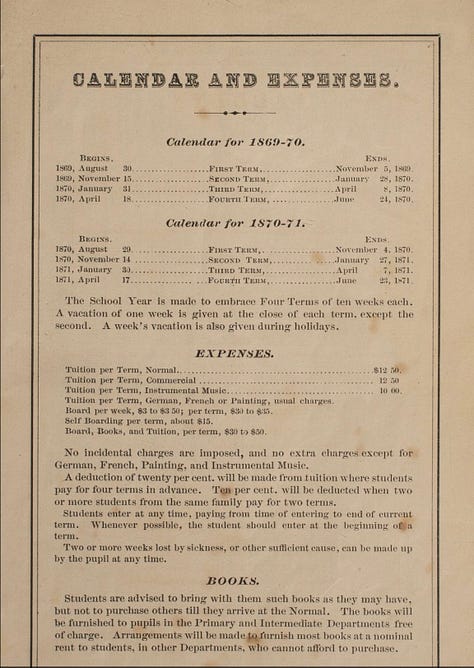 CALENDAR AND EXPENSES.
Calendar for 1869-70.
BEGINS. ENDS.
1869, August 30...................FIRST TERM,...................November 5, 1869.
1869, November 15...................SECOND TERM,...................January 28, 1870.
1870, January 31...................THIRD TERM,...................April 8, 1870.
1870, April 18...................FOURTH TERM,...................June 24, 1870.
Calendar for 1870-71.
BEGINS. ENDS.
1870, August 29...................FIRST TERM,...................November 4, 1870.
1870, November 14...................SECOND TERM,...................January 27, 1871.
1871, January 30...................THIRD TERM,...................April 7, 1871.
1871, April 17...................FOURTH TERM,...................June 23, 1871.
The School Year is made to embrace Four Terms of ten weeks each.
A vacation of one week is given at the close of each term, except the
second. A week's vacation is also given during holidays.
EXPENSES.
Tuition per Term, Normal...................$12 50.
Tuition per Term, Commercial...................12 50
Tuition per Term, Instrumental Music...................10 00.
Tuition per Term, German, French or Painting, usual charges.
Board per week, $3 to $3 50; per term, $30 to $35.
Self Boarding per term, about $15.
Board, Books, and Tuition, per term, $30 to $50.
No incidental charges are imposed, and no extra charges except for
German, French, Painting, and Instrumental Music.
A deduction of twenty per cent. will be made from tuition where students
pay for four terms in advance. Ten per cent. will be deducted when two
or more students from the same family pay for two terms.
Students enter at any time, paying from time of entering to end of current
term. Whenever possible, the student should enter at the beginning of a
term.
Two or more weeks lost by sickness, or other sufficient cause, can be made up
by the pupil at any time.
BOOKS.
Students are advised to bring with them such books as they may have,
but not to purchase others till they arrive at the Normal. The books will
be furnished to pupils in the Primary and Intermediate Departments free
of charge. Arrangements will be made to furnish most books at a nominal
rent to students, in other Departments, who cannot afford to purchase.